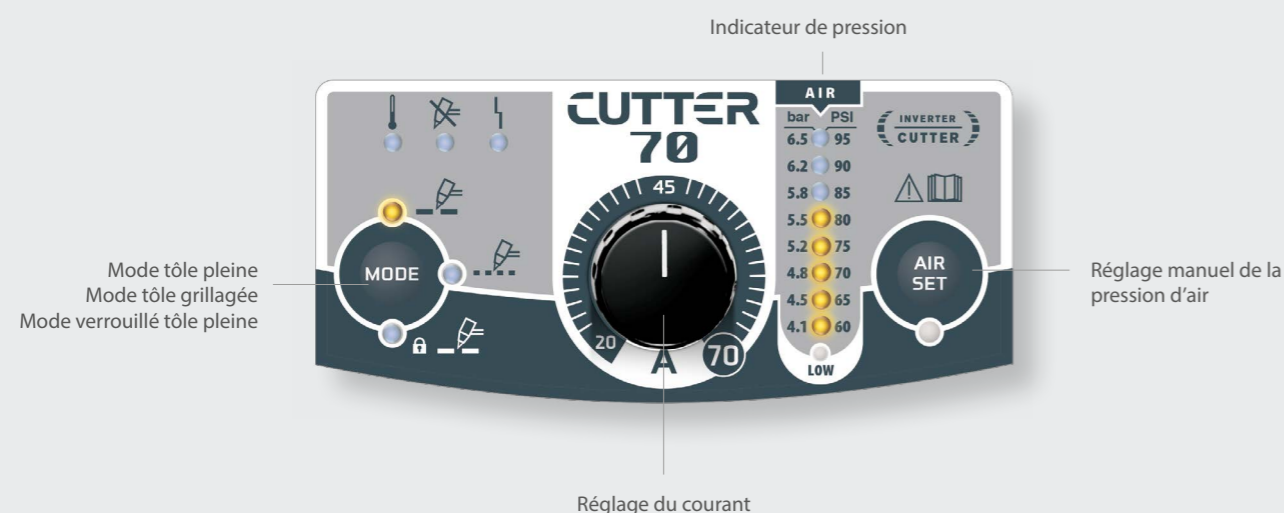 Indicateur de pression
AIR
bar PSI
6.5 95
6.2 90
5.8 85
5.5 80
5.2 75
4.8 70
4.5 65
4.1 60
LOW
CUTTER
70
45
20
A
70
INVERTER
CUTTER
MODE
AIR
SET
Mode tôle pleine
Mode tôle grillagée
Mode verrouillé tôle pleine
Réglage manuel de la
pression d’air
Réglage du courant